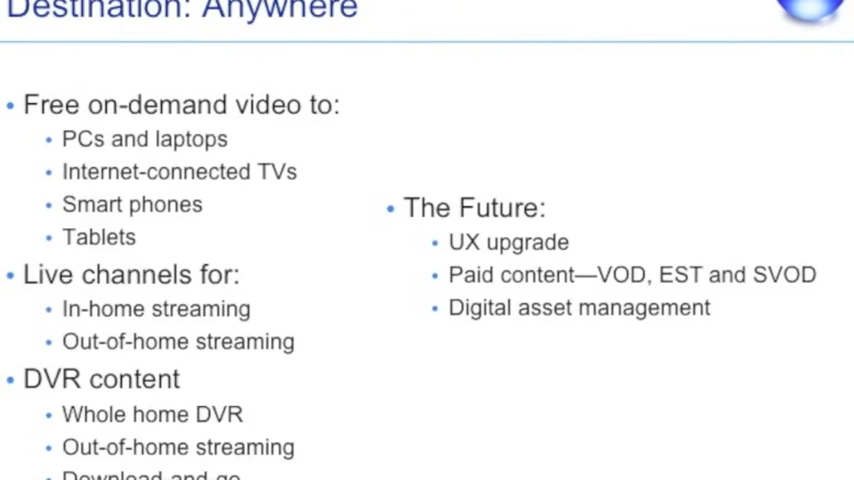 Destination: Anywhere
• Free on-demand video to:
• PCs and laptops
• Internet-connected TVs
• Smart phones
• Tablets
• Live channels for:
• In-home streaming
• Out-of-home streaming
• DVR content
• Whole home DVR
• Out-of-home streaming
• Download-and-go
• The Future:
• UX upgrade
• Paid content—VOD, EST and SVOD
• Digital asset management